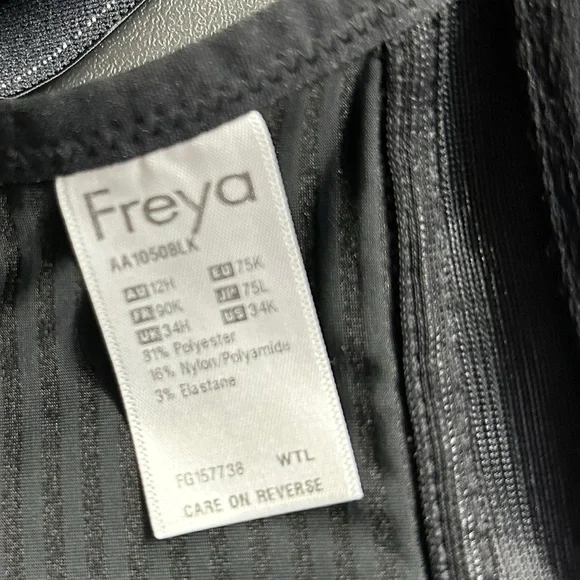 Freya
AA10508LK
AU 12H EU 75K
FR 90K JP 75L
UK 34H US 34K
81% Polyester
16% Nylon/Polyamide
3% Elastane
FG157738 WTL
CARE ON REVERSE